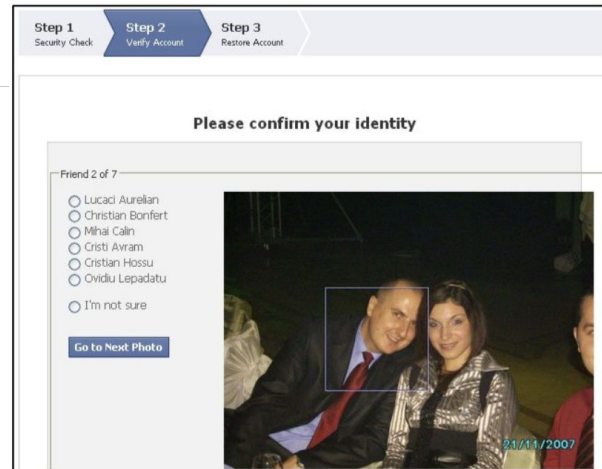 Step 1
Security Check
Step 2
Verify Account
Step 3
Restore Account
Please confirm your identity
Friend 2 of 7
Lucaci Aurelian
Christian Bonfert
Mihai Calin
Cristi Avram
Cristian Hossu
Ovidiu Lepadatu
I'm not sure
Go to Next Photo
21/11/2007